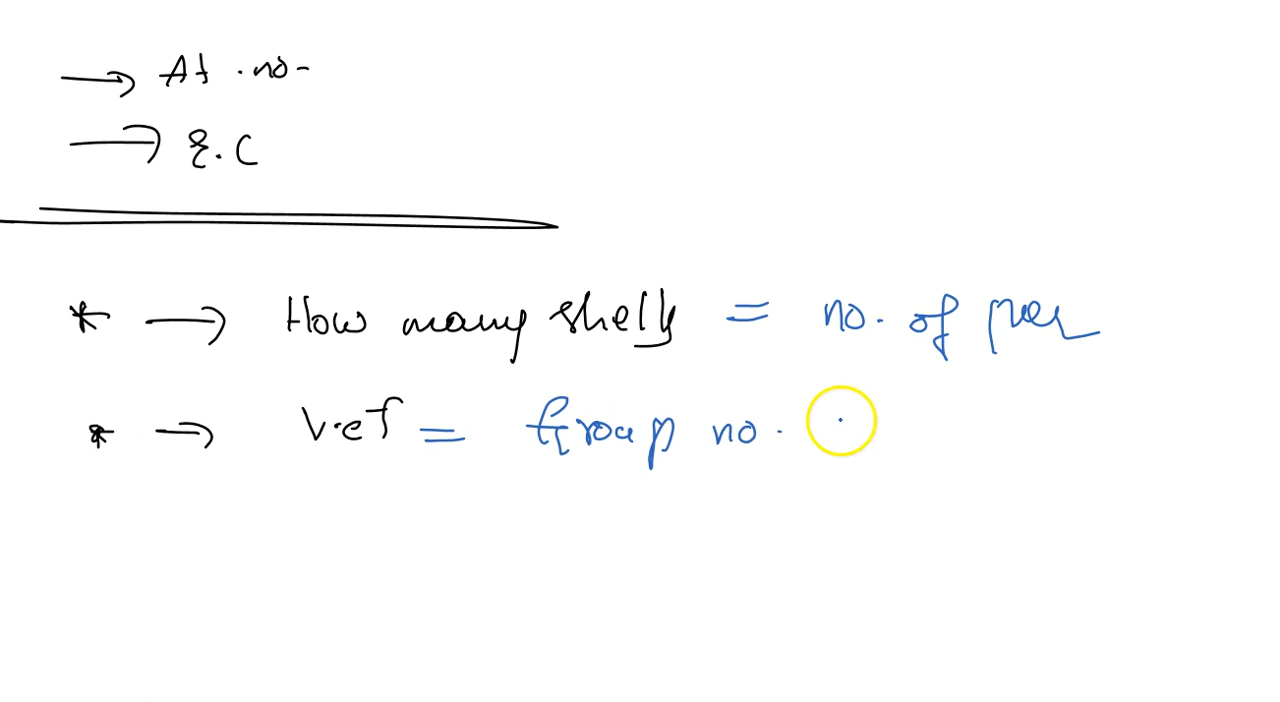 → At. no-
→ E.C
* → How many shells = no. of per
* → V.e⁻ = Group no.